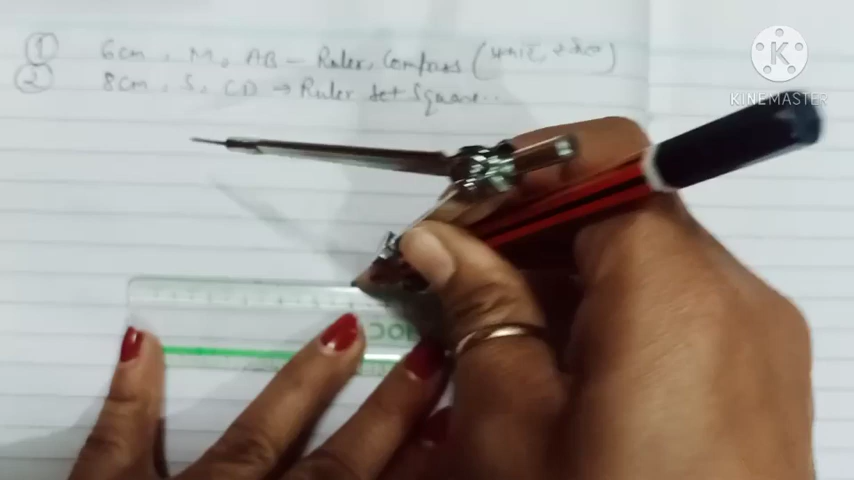 ① 6cm, M, AB - Ruler, Compass (
② 8cm, S, CD → Ruler Set Square...
KINEMASTER